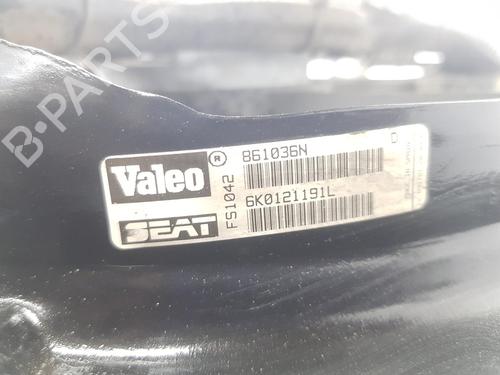 B-PARTS
Valeo ®
SEAT
FS1042
861036N
6K0121191L
D